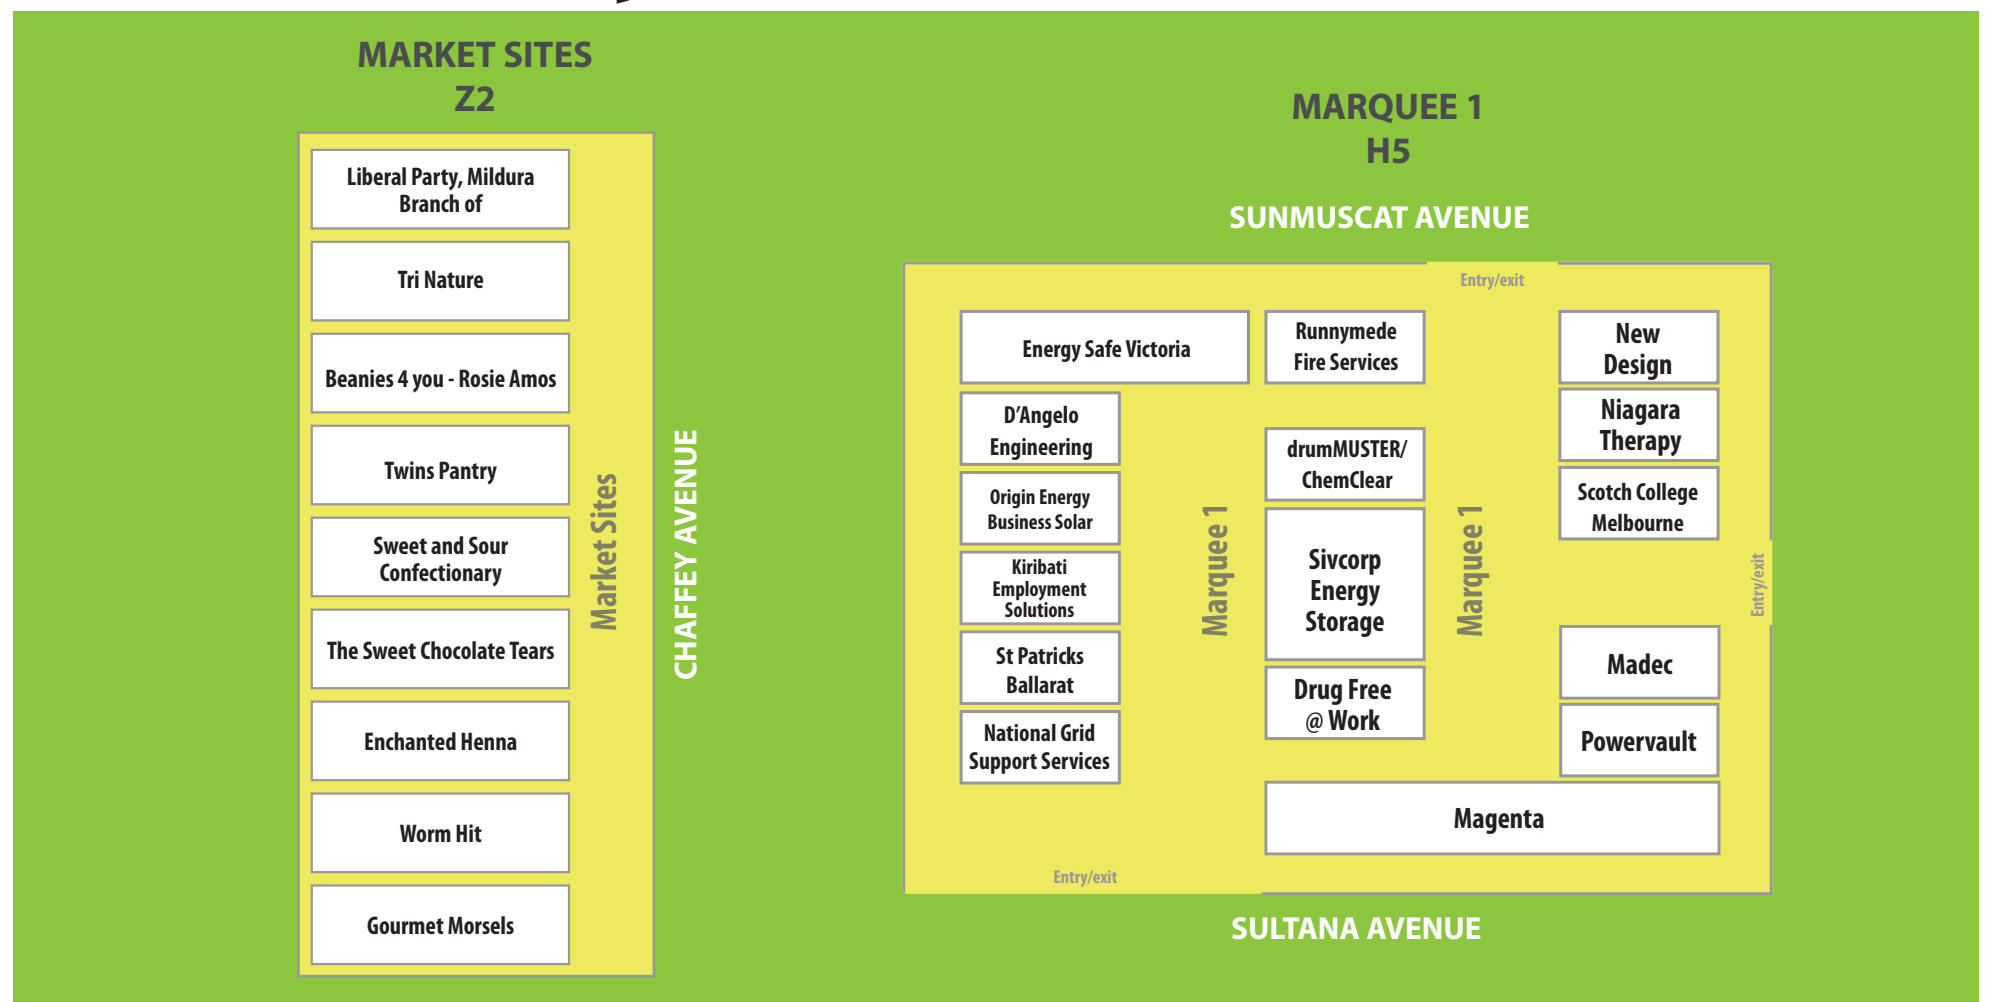 MARKET SITES
Z2
Liberal Party, Mildura
Branch of
Tri Nature
Beanies 4 you - Rosie Amos
Twins Pantry
Sweet and Sour
Confectionary
The Sweet Chocolate Tears
Enchanted Henna
Worm Hit
Gourmet Morsels
Market Sites
CHAFFEY AVENUE
MARQUEE 1
H5
SUNMUSCAT AVENUE
Entry/exit
Energy Safe Victoria
D’Angelo
Engineering
Origin Energy
Business Solar
Kiribati
Employment
Solutions
St Patricks
Ballarat
National Grid
Support Services
Marquee 1
Runnymede
Fire Services
drumMUSTER/
ChemClear
Sivcorp
Energy
Storage
Drug Free
@ Work
Marquee 1
New
Design
Niagara
Therapy
Scotch College
Melbourne
Entry/exit
Madec
Powervault
Magenta
Entry/exit
SULTANA AVENUE